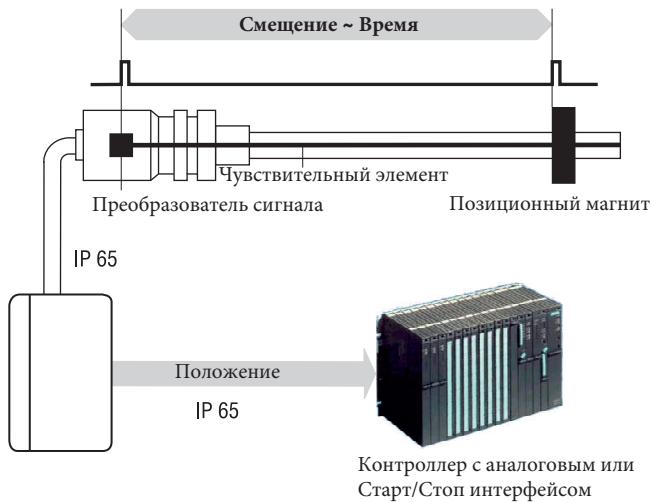 Смещение ~ Время
Чувствительный элемент
Преобразователь сигнала
Позиционный магнит
IP 65
Положение
IP 65
Контроллер с аналоговым или
Старт/Стоп интерфейсом